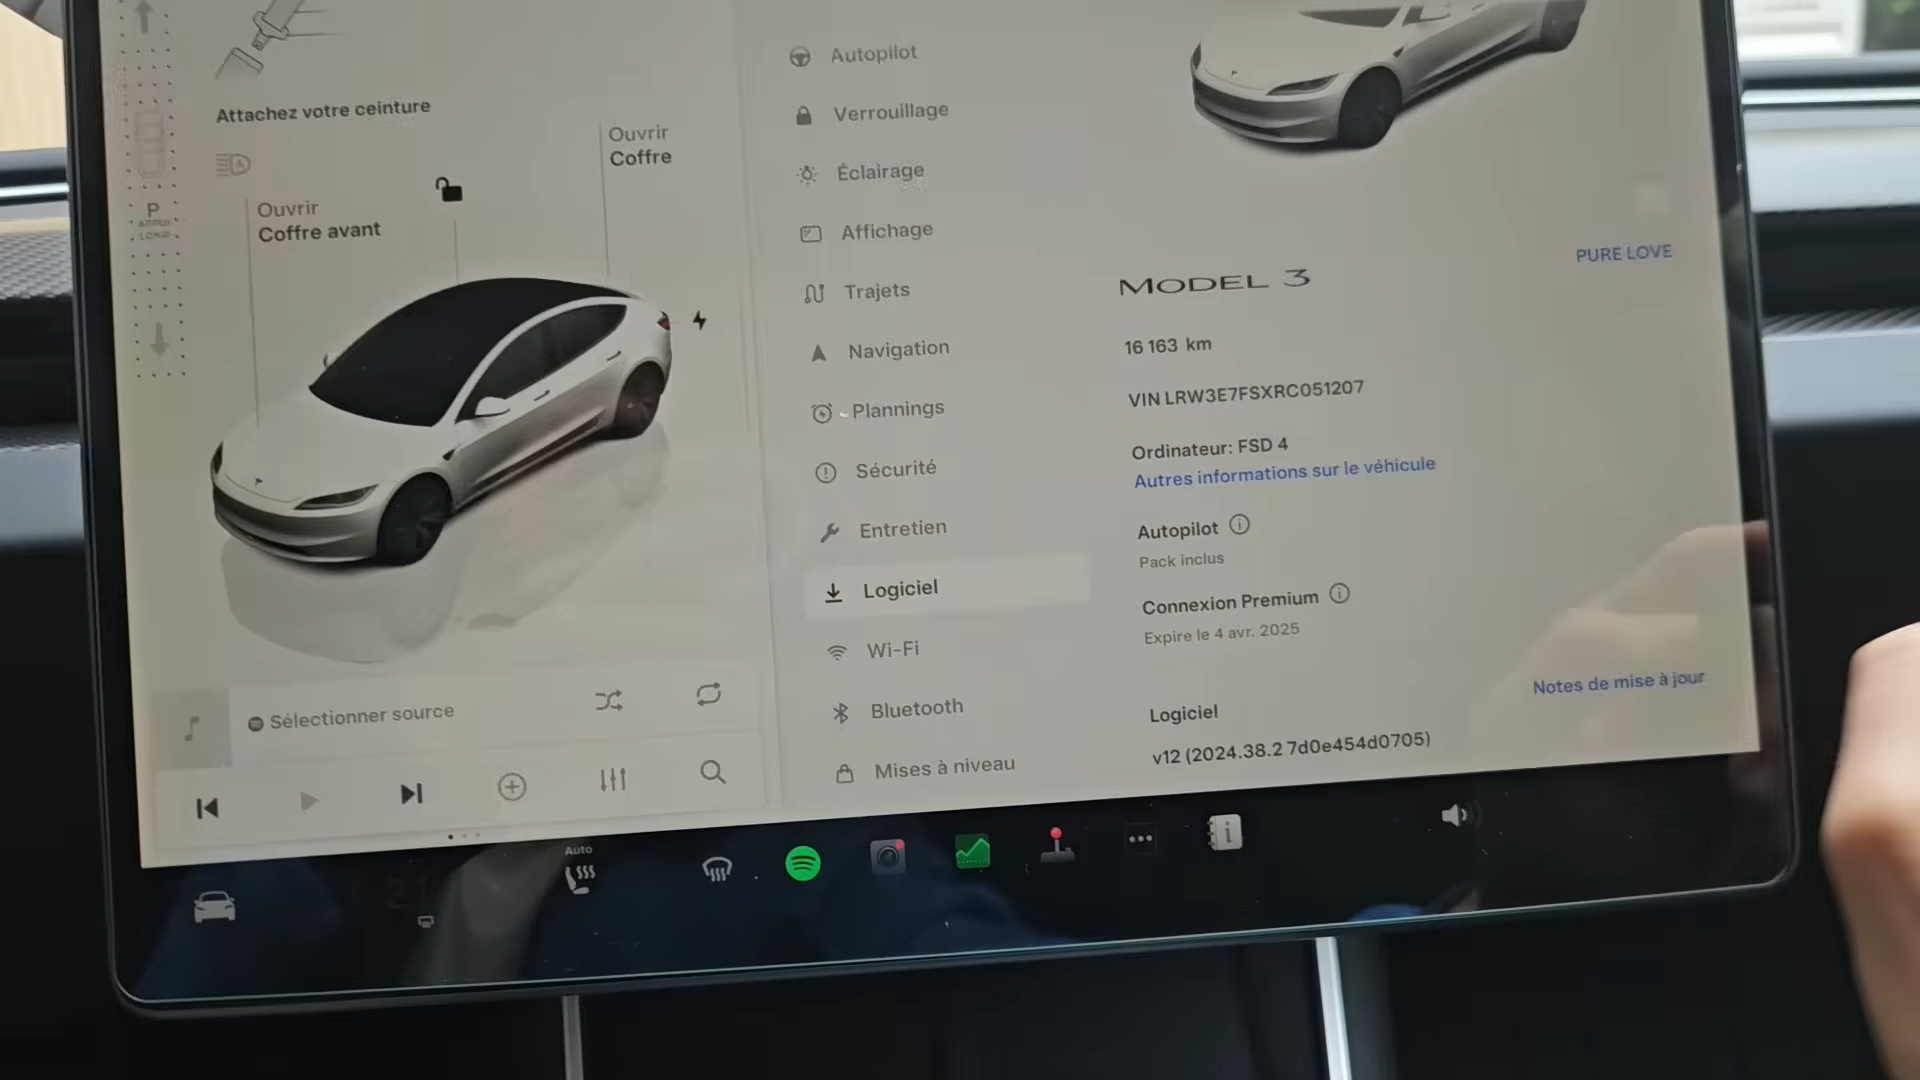 Attachez votre ceinture
Ouvrir
Coffre
P
Ouvrir
Coffre avant
Sélectionner source
Autopilot
Verrouillage
Éclairage
Affichage
Trajets
Navigation
Plannings
Sécurité
Entretien
Logiciel
Wi-Fi
Bluetooth
Mises à niveau
PURE LOVE
MODEL 3
16 163 km
VIN LRW3E7FSXRC051207
Ordinateur: FSD 4
Autres informations sur le véhicule
Autopilot
Pack inclus
Connexion Premium
Expire le 4 avr. 2025
Notes de mise à jour
Logiciel
v12 (2024.38.2 7d0e454d0705)
Auto